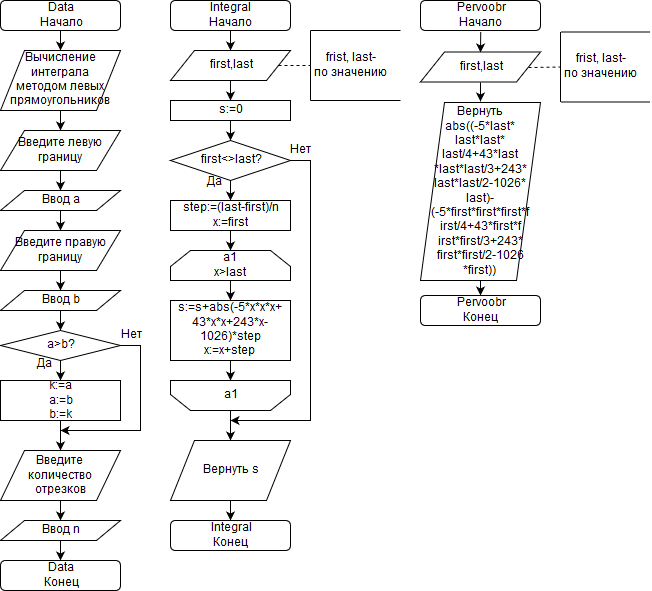 Data
Начало
Вычисление
интеграла
методом левых
прямоугольников
Введите левую
границу
Ввод a
Введите правую
границу
Ввод b
a>b?
Нет
Да
k:=a
a:=b
b:=k
Введите
количество
отрезков
Ввод n
Data
Конец
Integral
Начало
first,last
frist, last-
по значению
s:=0
first<>last?
Нет
Да
step:=(last-first)/n
x:=first
a1
x>last
s:=s+abs(-5*x*x*x+
43*x*x+243*x-
1026)*step
x:=x+step
a1
Вернуть s
Integral
Конец
Pervoobr
Начало
first,last
frist, last-
по значению
Вернуть
abs((-5*last*
last*last*
last/4+43*last
*last*last/3+243*
last*last/2-1026*
last)-
(-5*first*first*first*f
irst/4+43*first*f
irst*first/3+243*
first*first/2-1026
*first))
Pervoobr
Конец